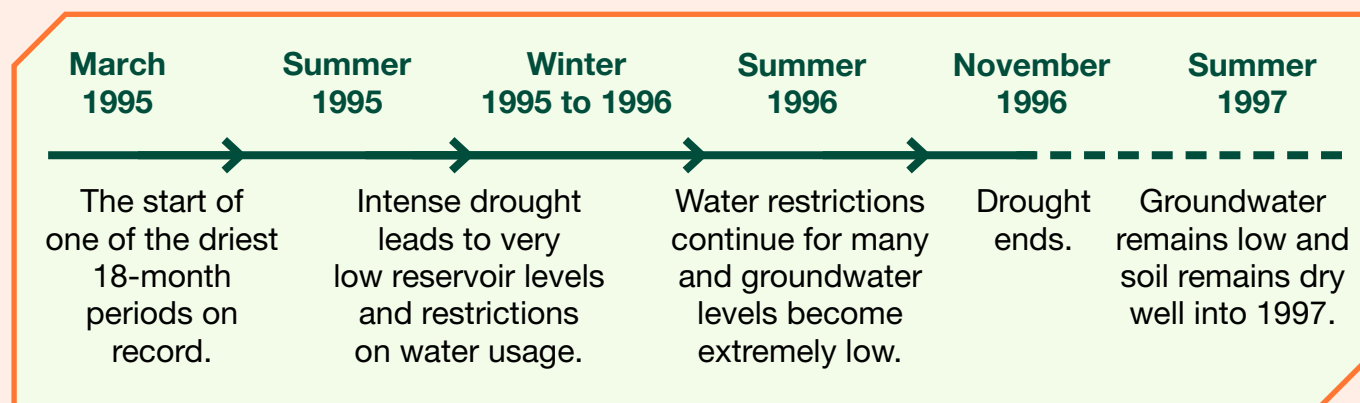 March
1995
Summer
1995
Winter
1995 to 1996
Summer
1996
November
1996
Summer
1997
The start of
one of the driest
18-month
periods on
record.
Intense drought
leads to very
low reservoir levels
and restrictions
on water usage.
Water restrictions
continue for many
and groundwater
levels become
extremely low.
Drought
ends.
Groundwater
remains low and
soil remains dry
well into 1997.